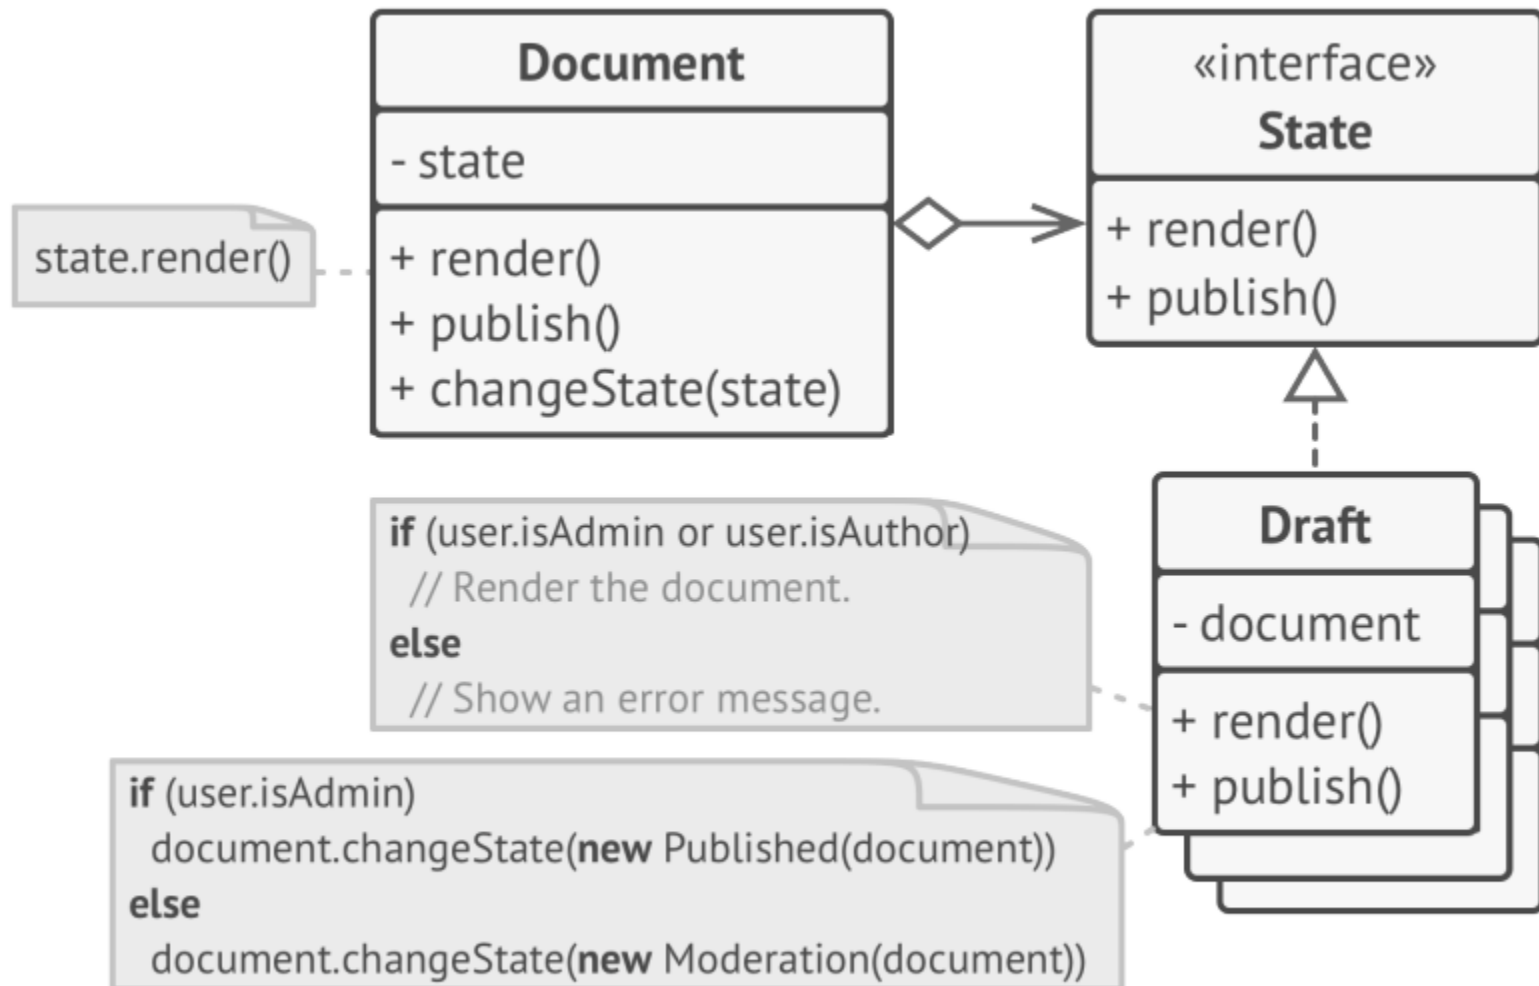 Document
- state
+ render()
+ publish()
+ changeState(state)
«interface»
State
+ render()
+ publish()
state.render()
Draft
- document
+ render()
+ publish()
if (user.isAdmin or user.isAuthor)
// Render the document.
else
// Show an error message.
if (user.isAdmin)
document.changeState(new Published(document))
else
document.changeState(new Moderation(document))